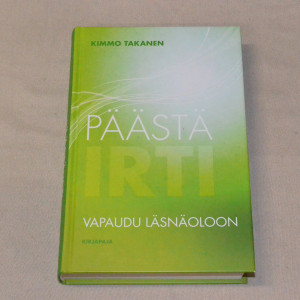 KIMMO TAKANEN
PÄÄSTÄ
IRTI
VAPAUDU LÄSNÄOLOON